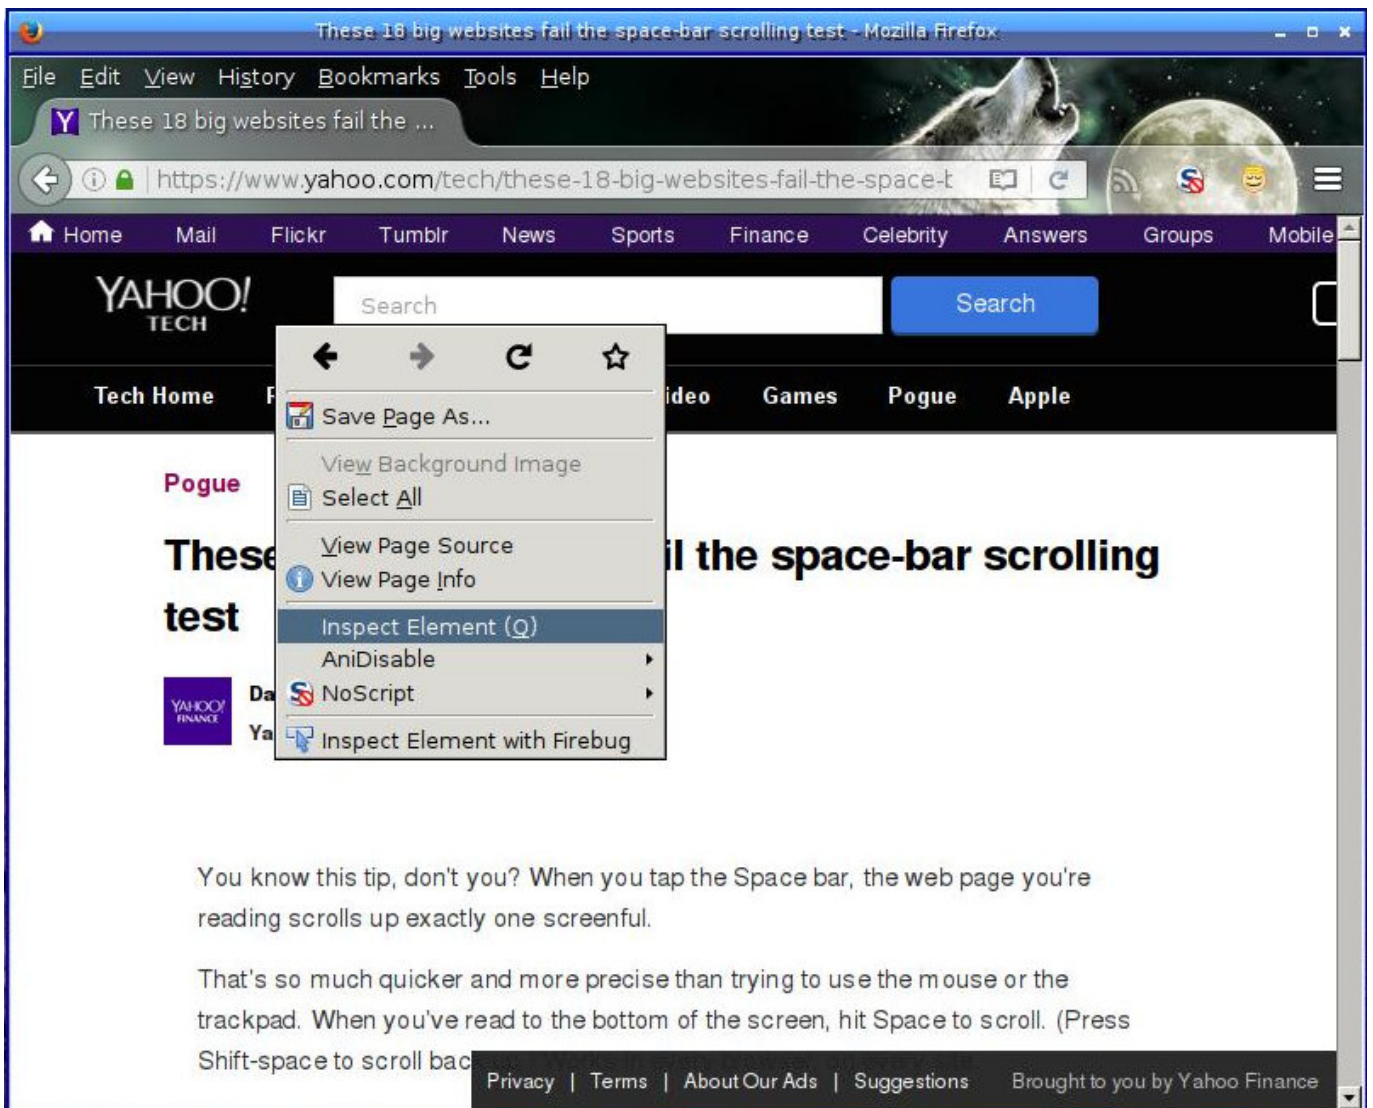 These 18 big websites fail the space-bar scrolling test - Mozilla Firefox
File Edit View History Bookmarks Tools Help
Y These 18 big websites fail the ...
https://www.yahoo.com/tech/these-18-big-websites-fail-the-space-b
Home Mail Flickr Tumblr News Sports Finance Celebrity Answers Groups Mobile
YAHOO!
TECH
Search
Search
Tech Home
ideo Games Pogue Apple
Save Page As...
View Background Image
Select All
View Page Source
View Page Info
Inspect Element (Q)
AniDisable
NoScript
Inspect Element with Firebug
Pogue
These il the space-bar scrolling
test
YAHOO!
FINANCE
Da
Ya
You know this tip, don't you? When you tap the Space bar, the web page you're
reading scrolls up exactly one screenful.
That's so much quicker and more precise than trying to use the mouse or the
trackpad. When you've read to the bottom of the screen, hit Space to scroll. (Press
Shift-space to scroll bac
Privacy | Terms | About Our Ads | Suggestions Brought to you by Yahoo Finance